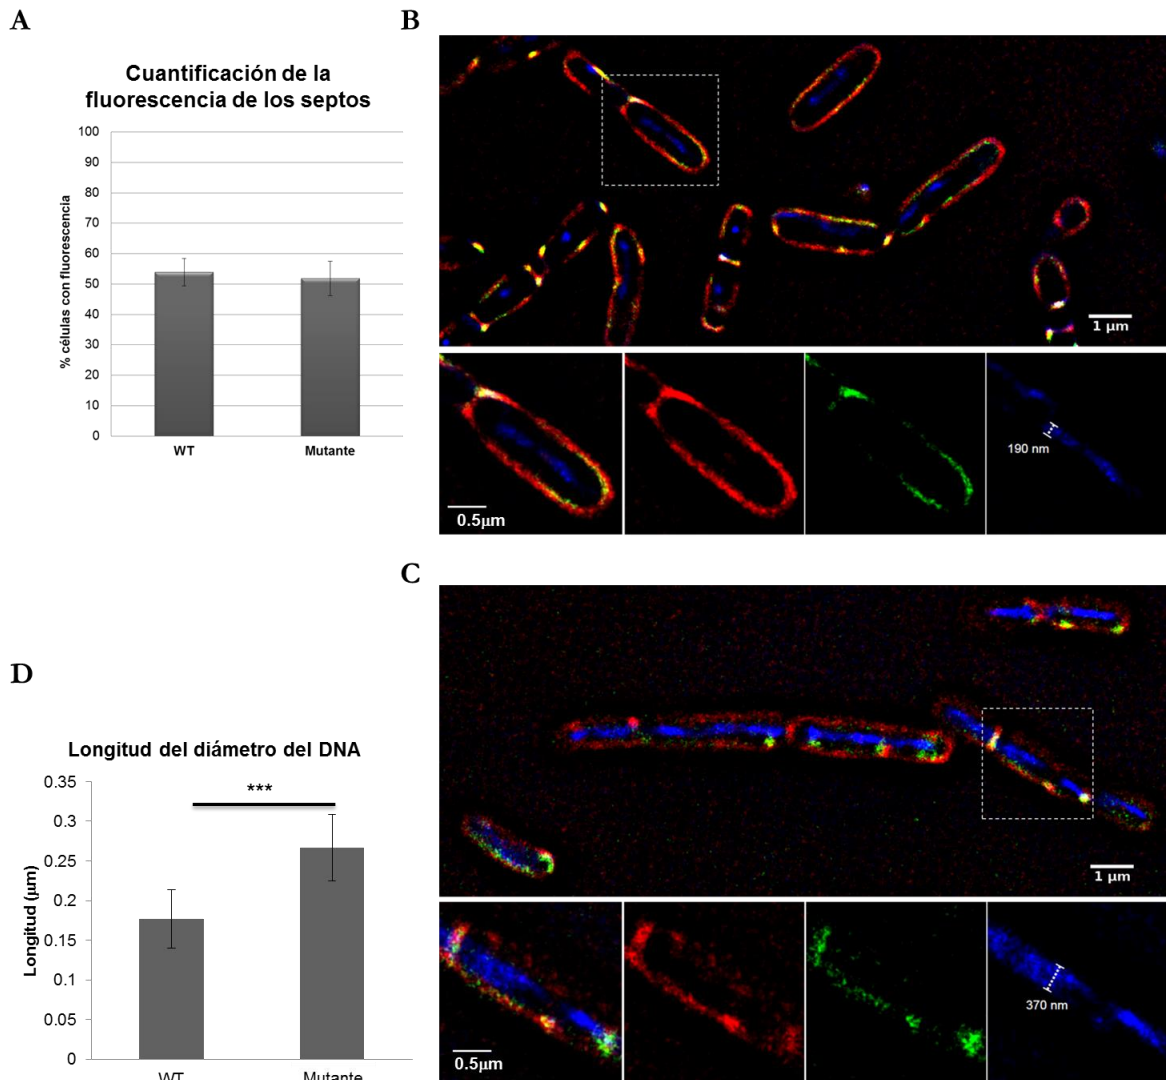 A
Cuantificación de la
fluorescencia de los septos
% células con fluorescencia
100
90
80
70
60
50
40
30
20
10
0
WT
Mutante
B
1 µm
0.5µm
190 nm
C
1 µm
0.5µm
370 nm
D
Longitud del diámetro del DNA
***
Longitud (µm)
0.35
0.3
0.25
0.2
0.15
0.1
0.05
0
WT
Mutante